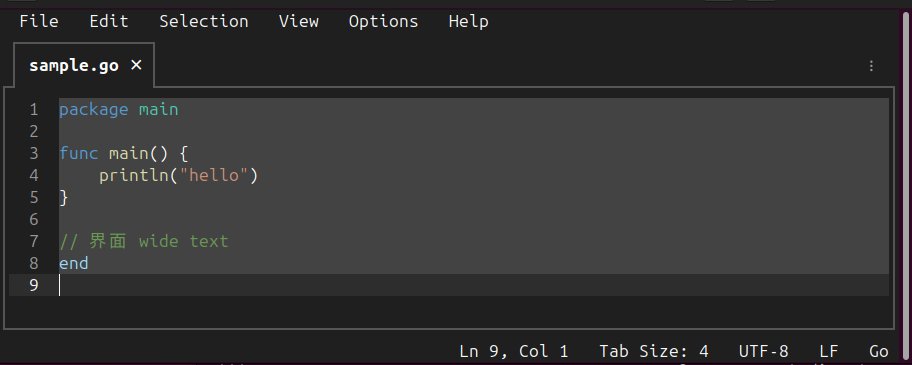 File Edit Selection View Options Help
sample.go ×
1 package main
2
3 func main() {
4     println("hello")
5 }
6
7 // 界面 wide text
8 end
9
Ln 9, Col 1 Tab Size: 4 UTF-8 LF Go